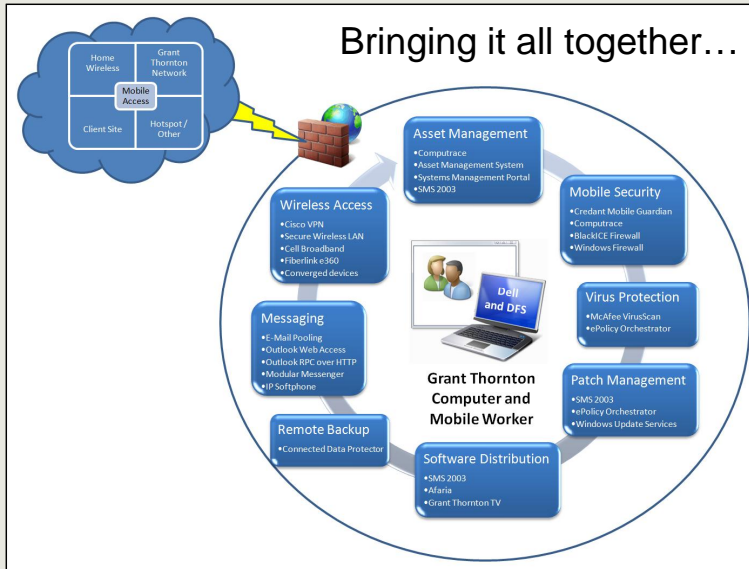 Bringing it all together…
Home
Wireless
Grant
Thornton
Network
Mobile
Access
Client Site
Hotspot /
Other
Asset Management
•Computrace
•Asset Management System
•Systems Management Portal
•SMS 2003
Mobile Security
•Credant Mobile Guardian
•Computrace
•BlackICE Firewall
•Windows Firewall
Virus Protection
•McAfee VirusScan
•ePolicy Orchestrator
Patch Management
•SMS 2003
•ePolicy Orchestrator
•Windows Update Services
Software Distribution
•SMS 2003
•Afaria
•Grant Thornton TV
Remote Backup
•Connected Data Protector
Messaging
•E-Mail Pooling
•Outlook Web Access
•Outlook RPC over HTTP
•Modular Messenger
•IP Softphone
Wireless Access
•Cisco VPN
•Secure Wireless LAN
•Cell Broadband
•Fiberlink e360
•Converged devices
Dell
and DFS
Grant Thornton
Computer and
Mobile Worker